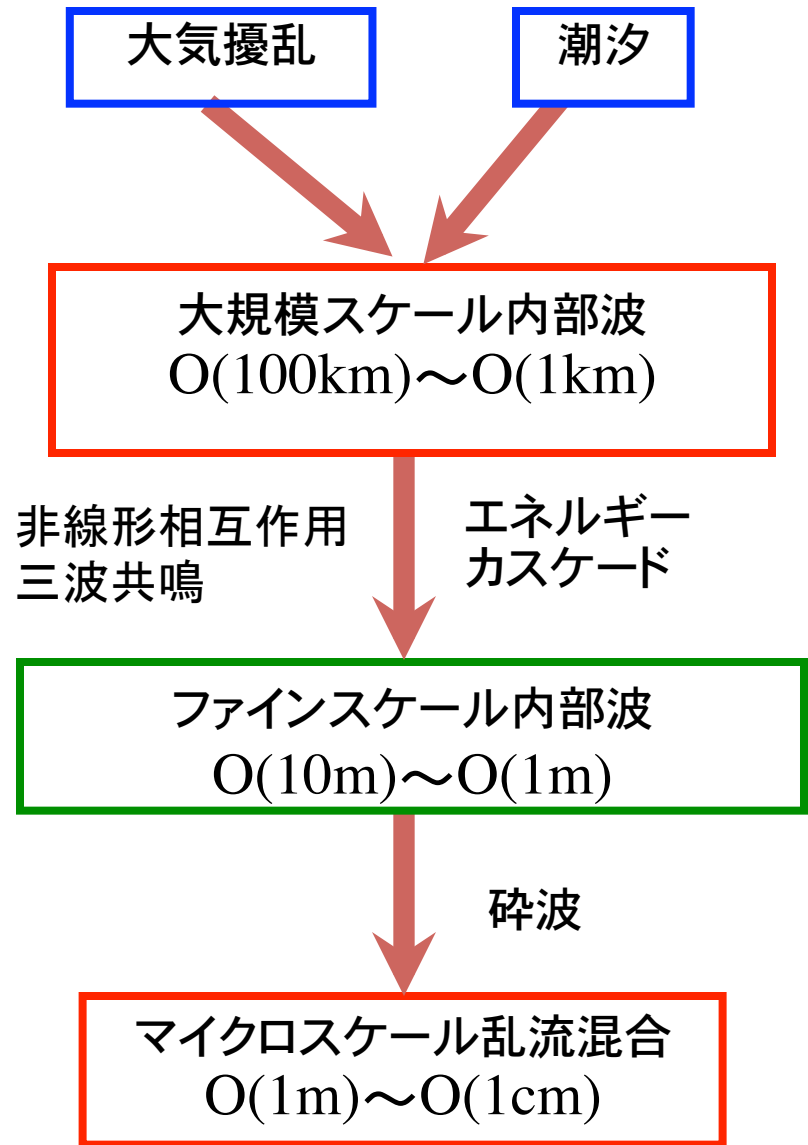 大気擾乱
潮汐
大規模スケール内部波
O(100km)～O(1km)
非線形相互作用
三波共鳴
エネルギー
カスケード
ファインスケール内部波
O(10m)～O(1m)
砕波
マイクロスケール乱流混合
O(1m)～O(1cm)